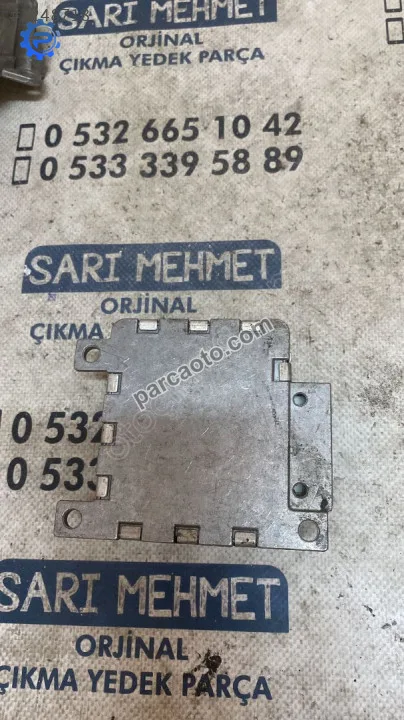 SARI MEHMET
ORJİNAL
ÇIKMA YEDEK PARÇA
0 532 665 10 42
0 533 339 58 89
SARI MEHMET
ORJİNAL
ÇIKMA
parcaoto.com
0 532
0 533
SARI MEHMET
ORJİNAL
ÇIKMA YEDEK PARÇA